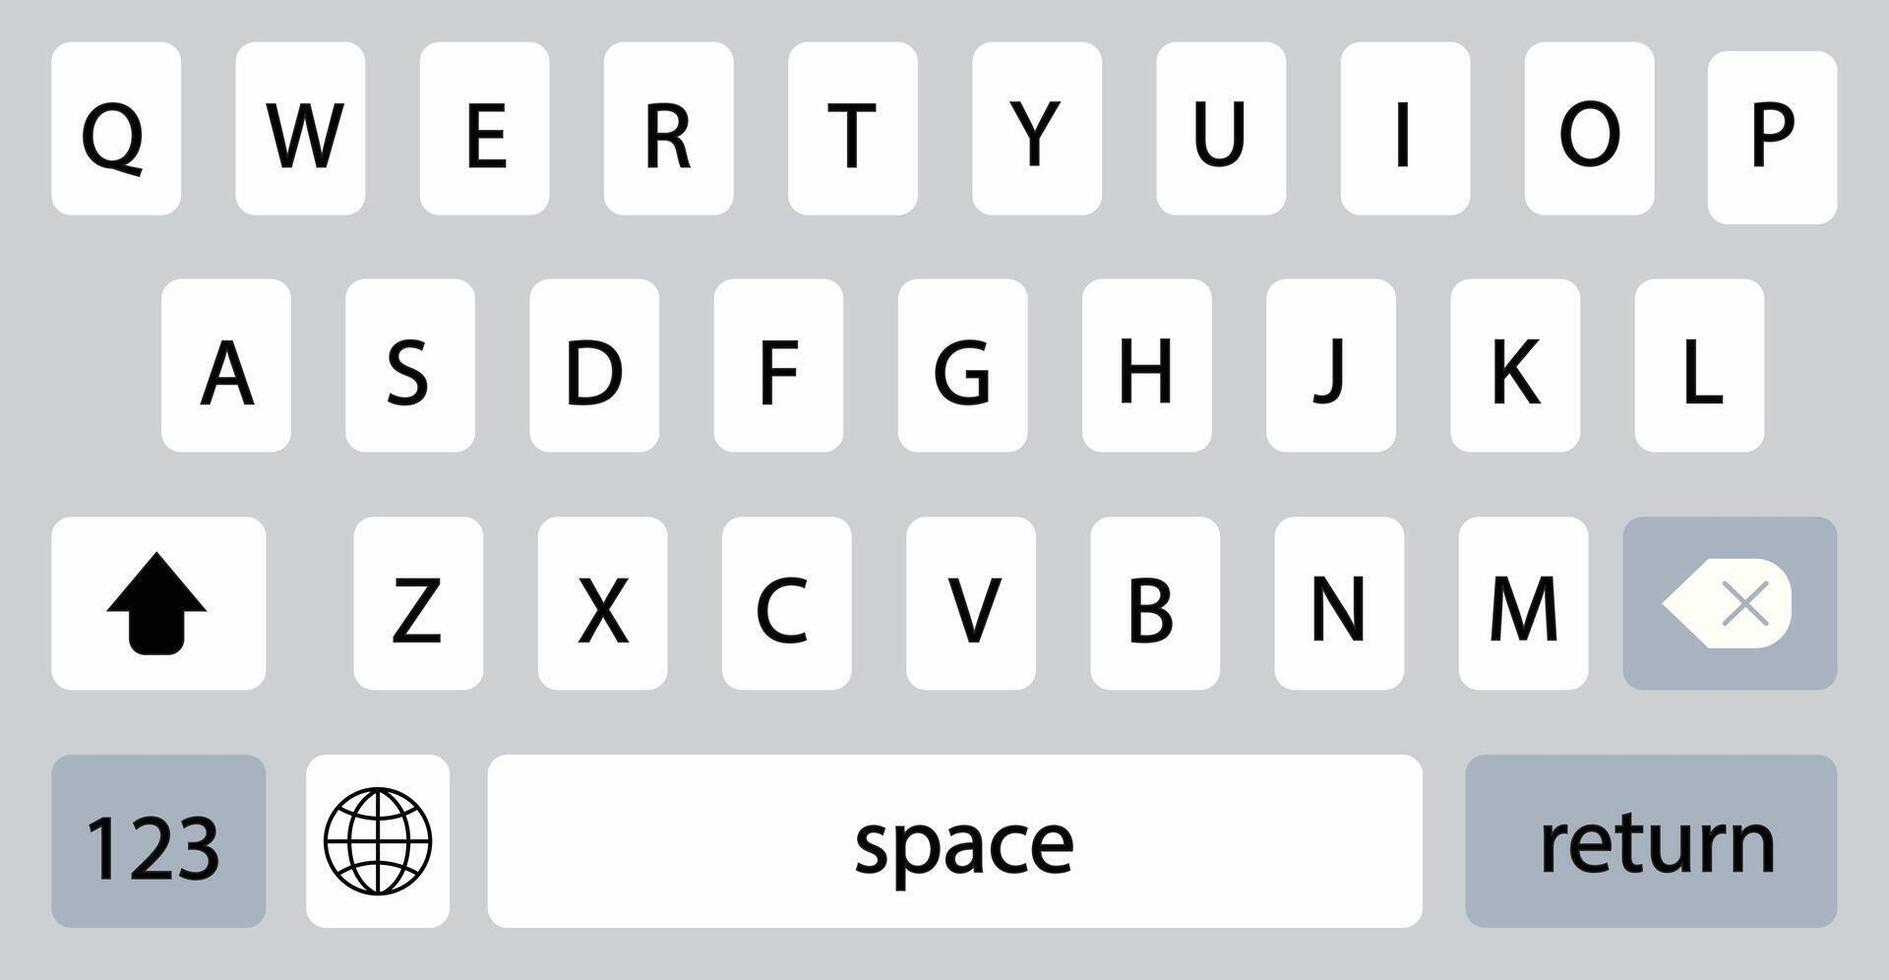 Q W E R T Y U I O P
A S D F G H J K L
Z X C V B N M
123 space return